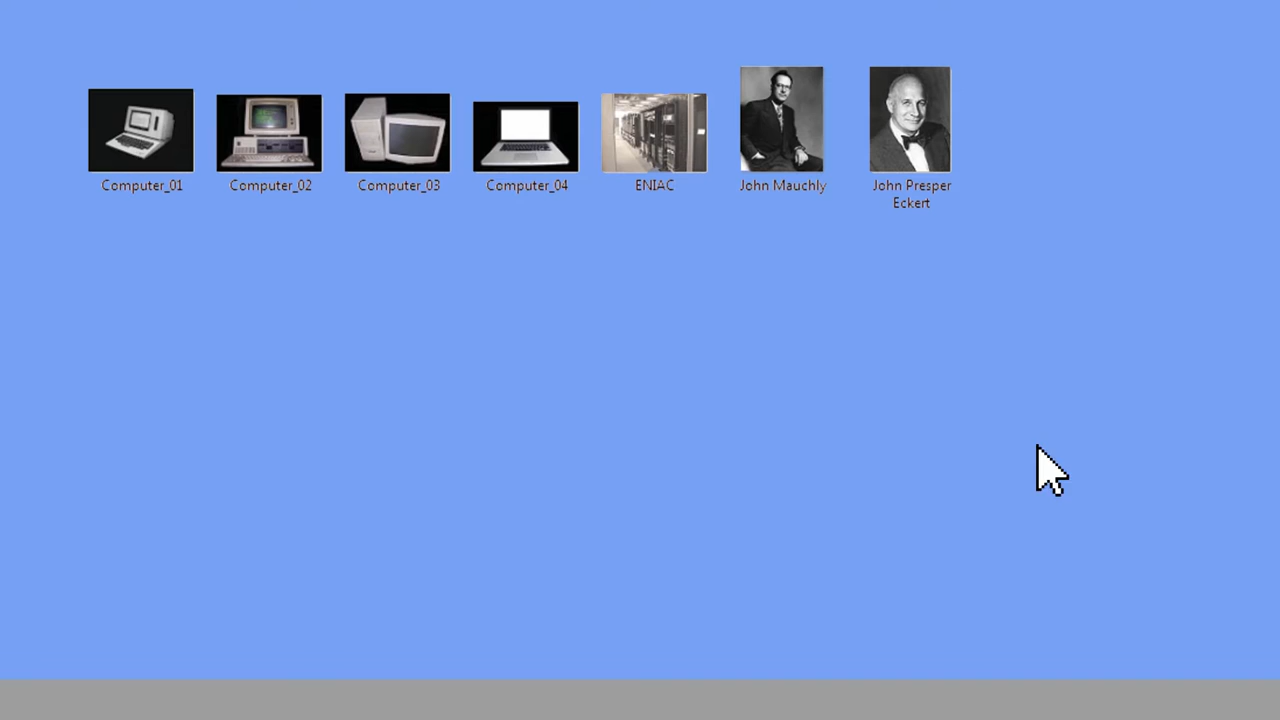 Computer_01
Computer_02
Computer_03
Computer_04
ENIAC
John Mauchly
John Presper
Eckert